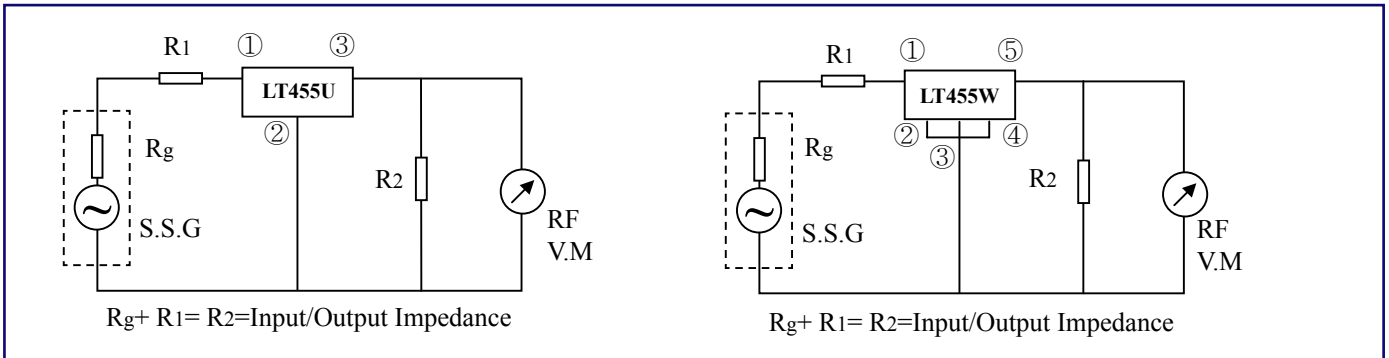 R1
①
③
LT455U
②
Rg
R2
S.S.G
RF
V.M
Rg+ R1= R2=Input/Output Impedance
R1
①
⑤
LT455W
②
④
③
Rg
R2
S.S.G
RF
V.M
Rg+ R1= R2=Input/Output Impedance